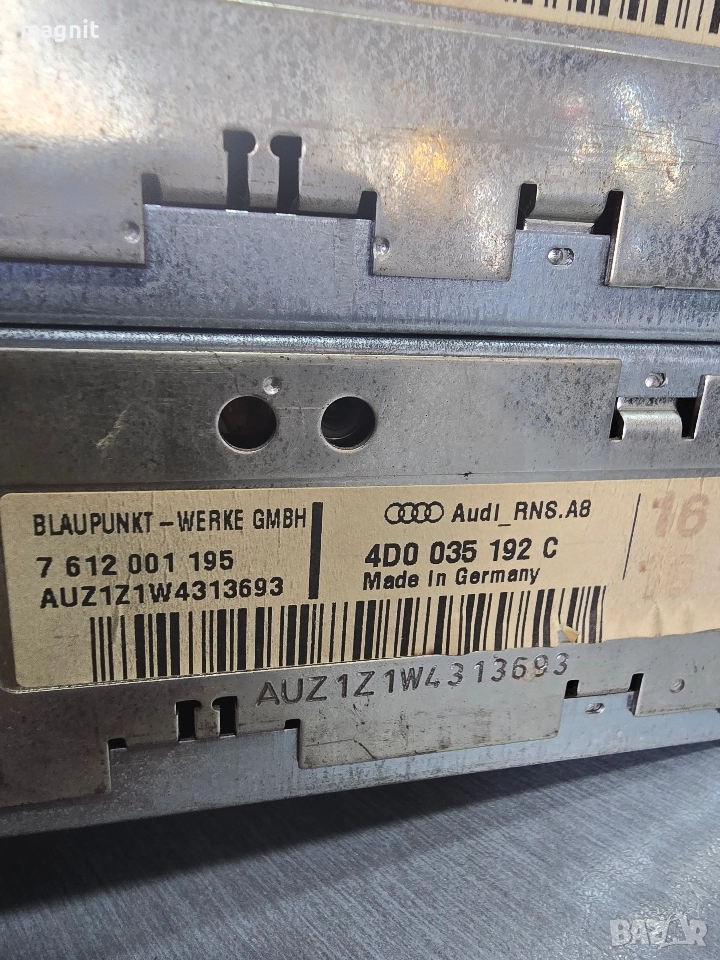 magnit
BLAUPUNKT - WERKE GMBH
7 612 001 195
AUZ1Z1W4313693
Audi_RNS.A8
4D0 035 192 C
Made in Germany
16
AUZ1Z1W4313693
BAZAR